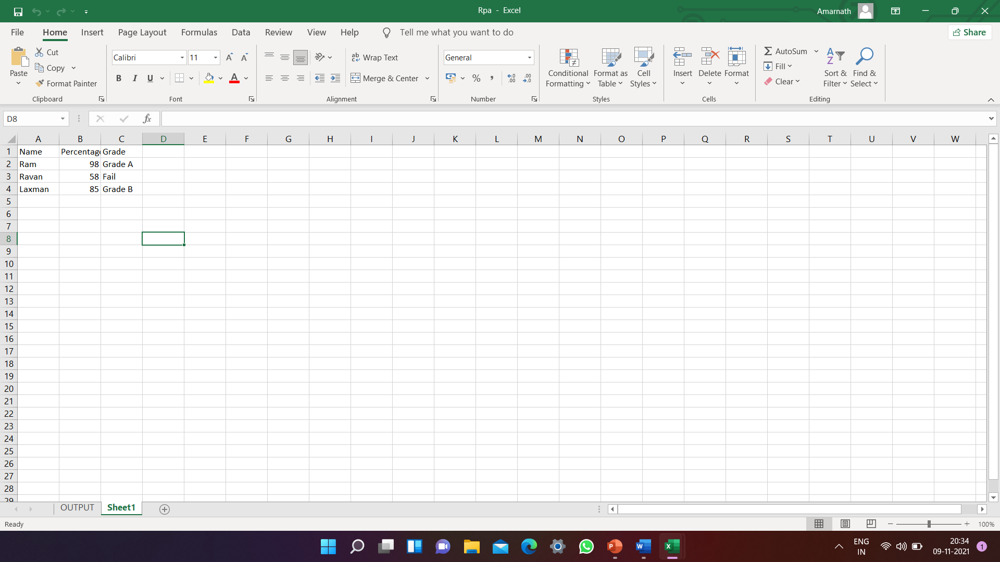 Rpa - Excel
Amarnath
File Home Insert Page Layout Formulas Data Review View Help Tell me what you want to do Share
Paste
Cut
Copy
Format Painter
Clipboard
Calibri 11
B I U
Font
Wrap Text
Merge & Center
Alignment
General
Number
Conditional Formatting
Format as Table
Cell Styles
Styles
Insert Delete Format
Cells
AutoSum
Fill
Clear
Sort & Filter
Find & Select
Editing
D8
fx
A B C D E F G H I J K L M N O P Q R S T U V W
1 Name Percentage Grade
2 Ram 98 Grade A
3 Ravan 58 Fail
4 Laxman 85 Grade B
5
6
7
8
9
10
11
12
13
14
15
16
17
18
19
20
21
22
23
24
25
26
27
28
29
OUTPUT Sheet1
Ready
100%
ENG
IN
20:34
09-11-2021
1